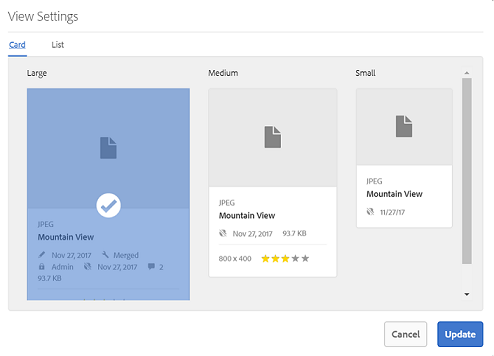 View Settings
Card List
Large Medium Small
JPEG
Mountain View
Nov 27, 2017 Merged
Admin Nov 27, 2017 2
93.7 KB
JPEG
Mountain View
Nov 27, 2017 93.7 KB
800 x 400
JPEG
Mountain View
11/27/17
Cancel Update